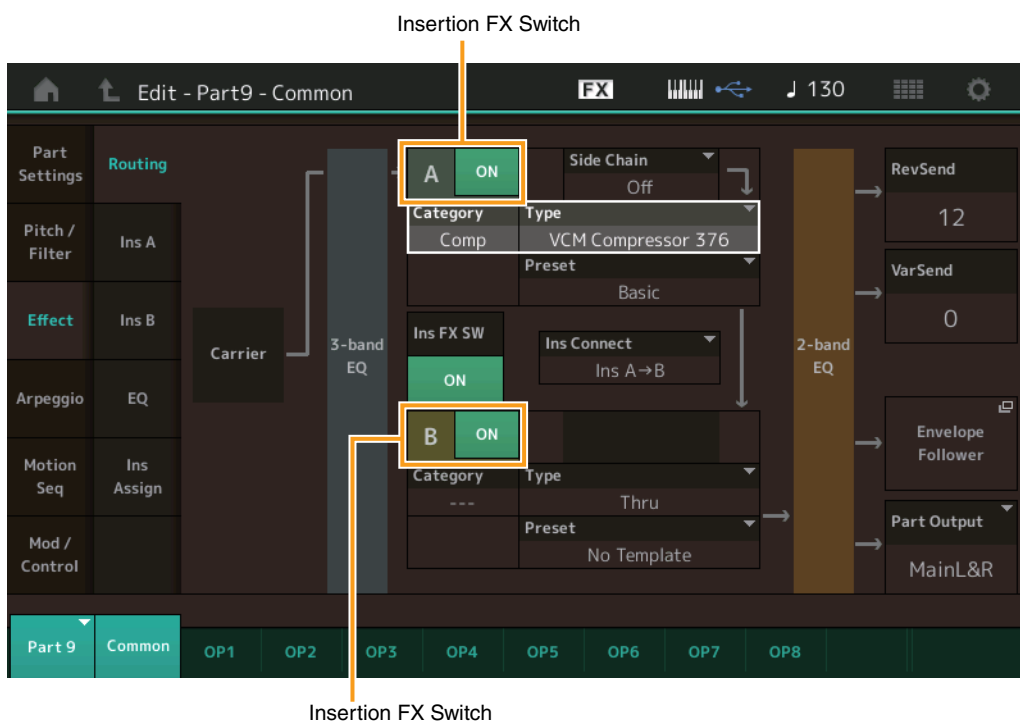 Insertion FX Switch
Edit - Part9 - Common
FX
♩ 130
Part
Settings
Pitch /
Filter
Effect
Arpeggio
Motion
Seq
Mod /
Control
Routing
Ins A
Ins B
EQ
Ins
Assign
Carrier
3-band
EQ
A
ON
Side Chain
Off
Category
Comp
Type
VCM Compressor 376
Preset
Basic
Ins FX SW
ON
Ins Connect
Ins A→B
B
ON
Category
---
Type
Thru
Preset
No Template
2-band
EQ
RevSend
12
VarSend
0
Envelope
Follower
Part Output
MainL&R
Part 9
Common
OP1
OP2
OP3
OP4
OP5
OP6
OP7
OP8
Insertion FX Switch